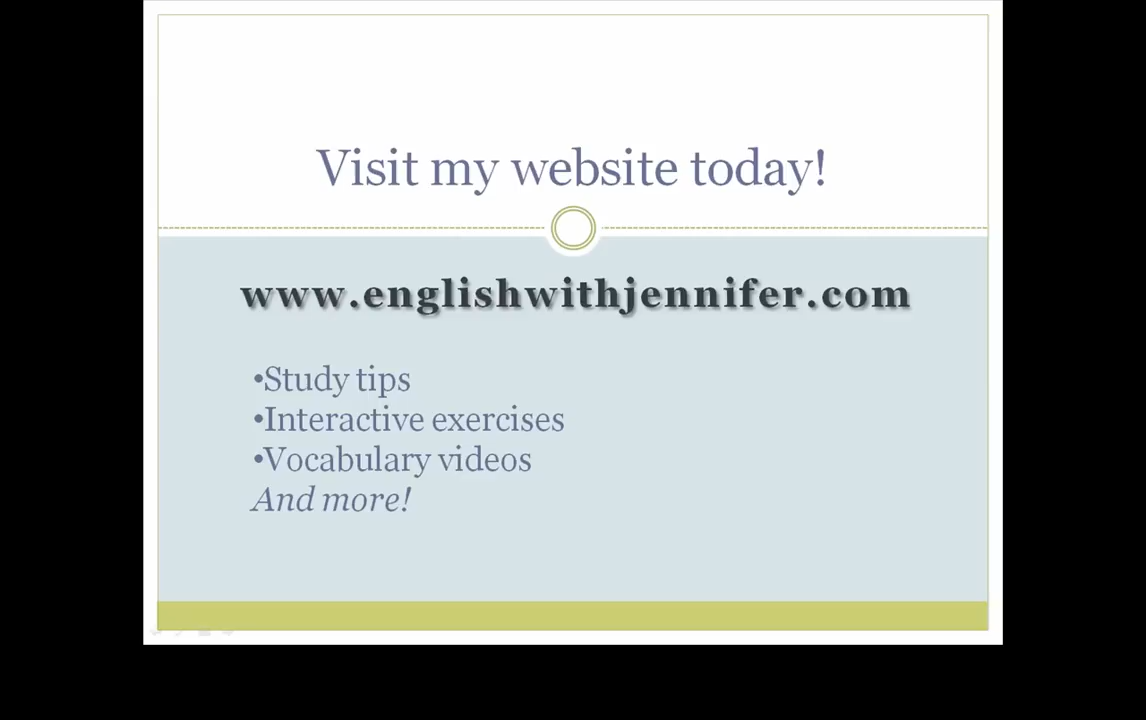 Visit my website today!
www.englishwithjennifer.com
•Study tips
•Interactive exercises
•Vocabulary videos
And more!